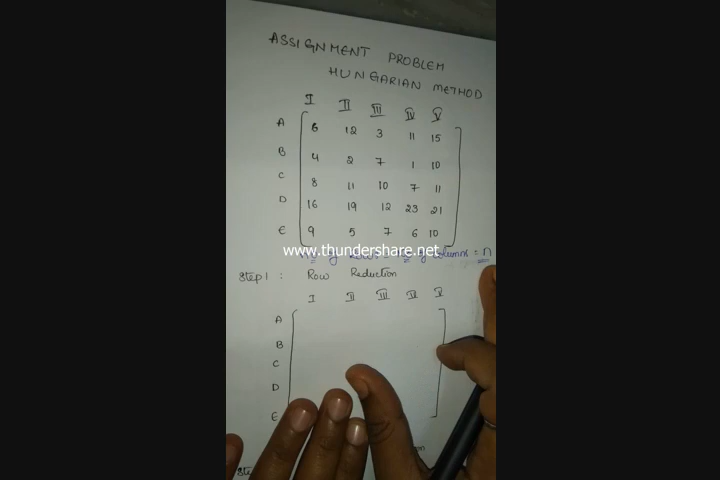 ASSIGNMENT PROBLEM
HUNGARIAN METHOD
I II III IV V
A 6 12 3 11 15
B 4 2 7 1 10
C 8 11 10 7 11
D 16 19 12 23 21
E 9 5 7 6 10
www.thundershare.net
columns = n
Step 1 : Row Reduction
I II III IV V
A
B
C
D
E